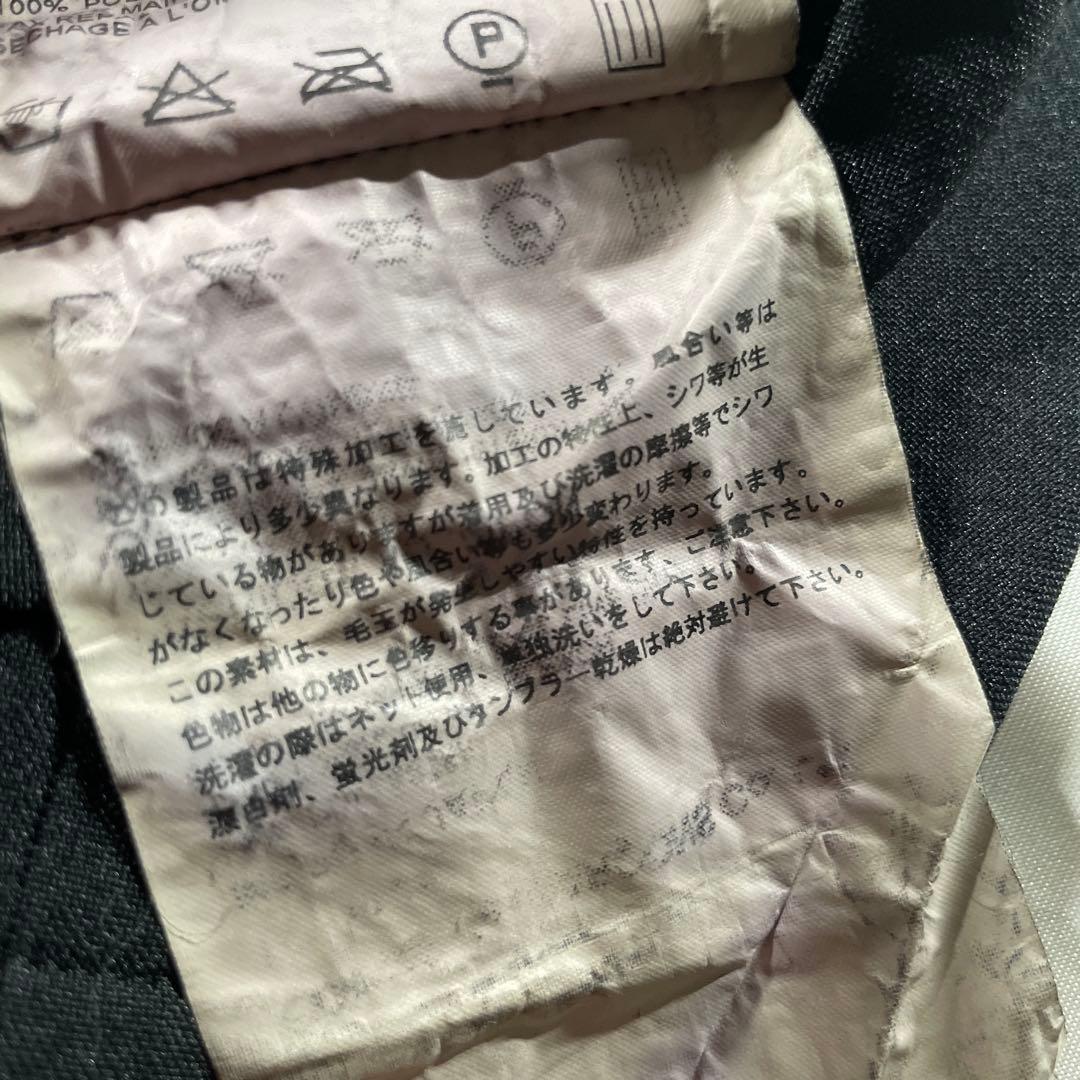 100%
SECHAGE A L'OM
P
の製品は特殊加工を施しています。風合い等は
製品により多少異なります。加工の特性上、シワ等が生
じている物がありますが着用及び洗濯の摩擦等でシワ
がなくなったり色や風合い等も多少変わります。
この素材は、毛玉が発生しやすい特性を持っています。
色物は他の物に色移りする事があります、ご注意下さい。
洗濯の際はネット使用、単独洗いをして下さい。
漂白剤、蛍光剤及びタンブラー乾燥は絶対避けて下さい。